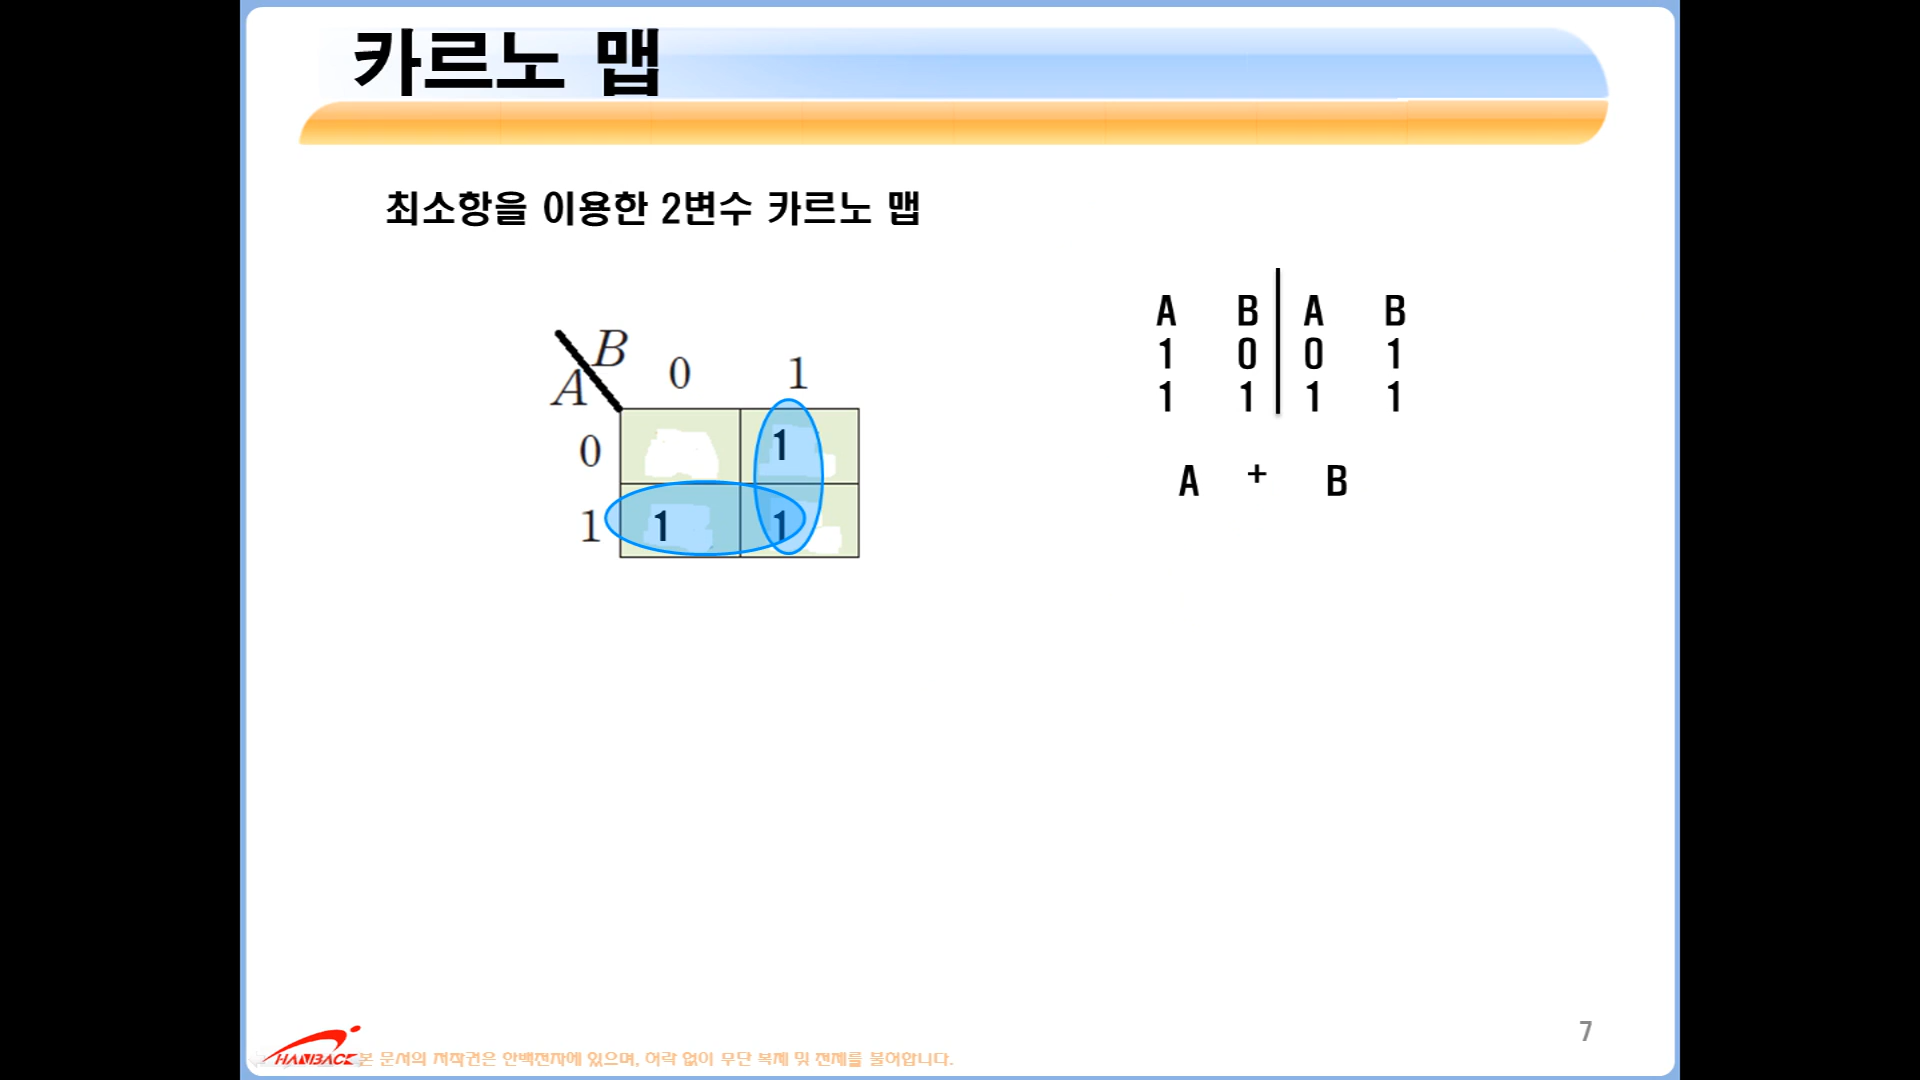 카르노 맵
최소항을 이용한 2변수 카르노 맵
B
A
0 1
0 1
1 1 1
A B A B
1 0 0 1
1 1 1 1
A + B
HANBACK
본 문서의 저작권은 한백전자에 있으며, 허락 없이 무단 복제 및 전제를 불허합니다.
7